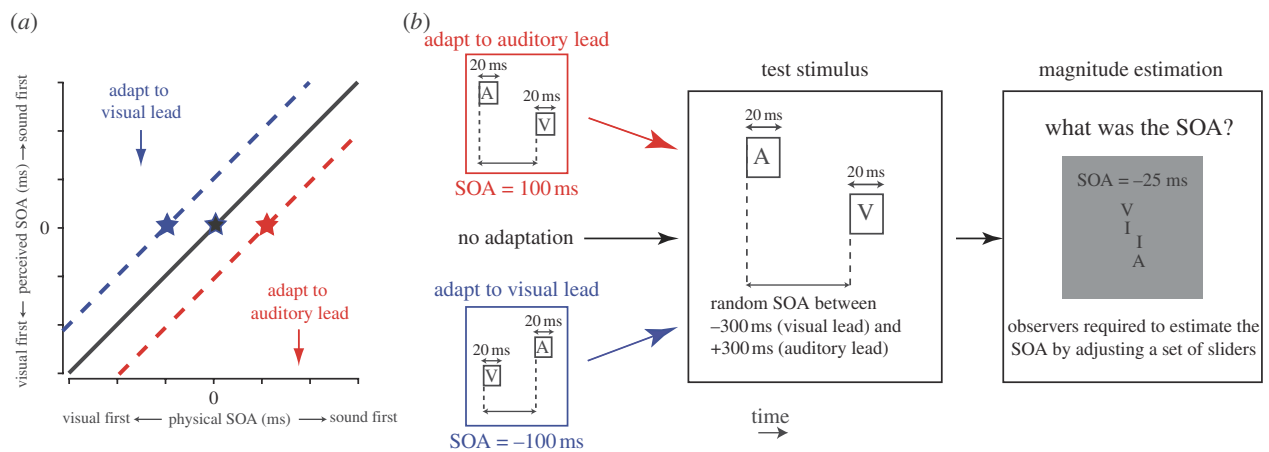 (a)
adapt to
visual lead
visual first ← perceived SOA (ms) → sound first
0
adapt to
auditory lead
0
visual first ← physical SOA (ms) → sound first
(b)
adapt to auditory lead
20 ms
A
20 ms
V
SOA = 100 ms
no adaptation
adapt to visual lead
20 ms
A
20 ms
V
SOA = –100 ms
test stimulus
20 ms
A
20 ms
V
random SOA between
–300 ms (visual lead) and
+300 ms (auditory lead)
time
magnitude estimation
what was the SOA?
SOA = –25 ms
V
I
I
A
observers required to estimate the
SOA by adjusting a set of sliders